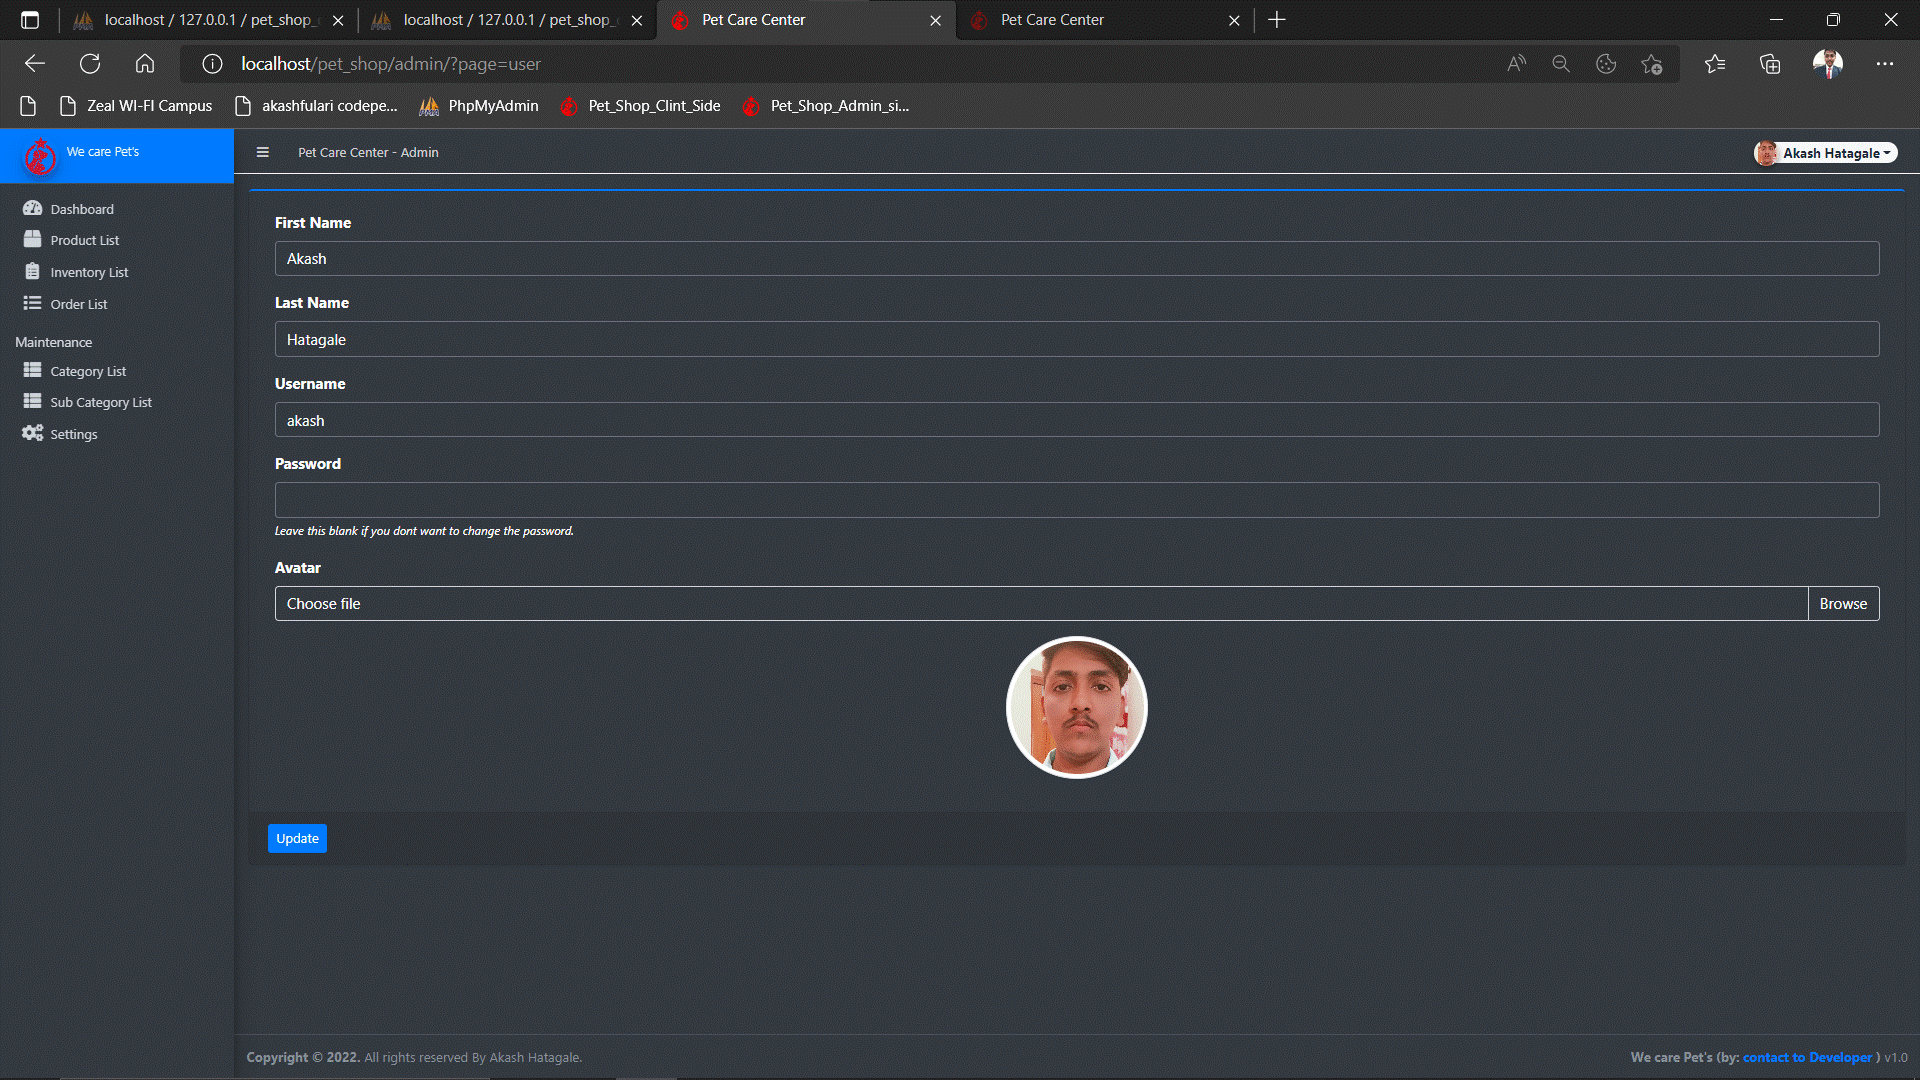 localhost / 127.0.0.1 / pet_shop_
localhost / 127.0.0.1 / pet_shop_
Pet Care Center
Pet Care Center
localhost/pet_shop/admin/?page=user
Zeal WI-FI Campus
akashfulari codepe...
PhpMyAdmin
Pet_Shop_Clint_Side
Pet_Shop_Admin_si...
We care Pet's
Pet Care Center - Admin
Akash Hatagale
Dashboard
Product List
Inventory List
Order List
Maintenance
Category List
Sub Category List
Settings
First Name
Akash
Last Name
Hatagale
Username
akash
Password
Leave this blank if you dont want to change the password.
Avatar
Choose file
Browse
Update
Copyright © 2022. All rights reserved By Akash Hatagale.
We care Pet's (by: contact to Developer ) v1.0